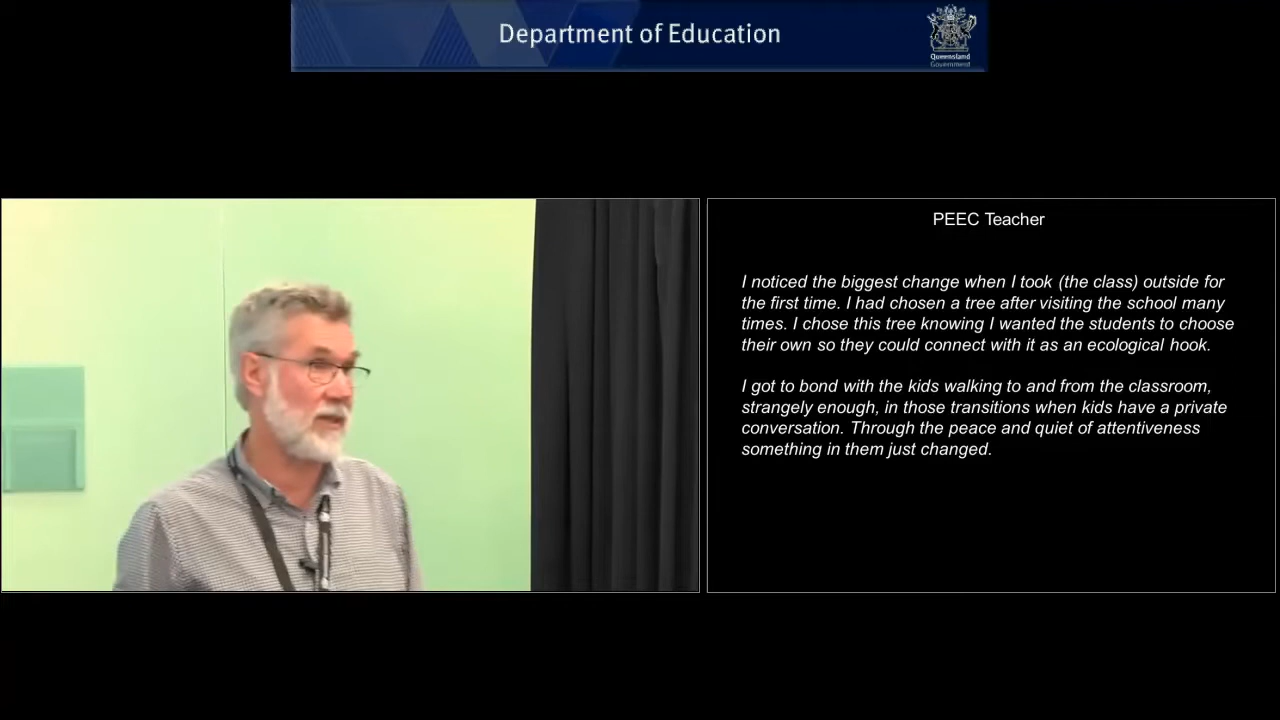 Department of Education
Queensland
Government
PEEC Teacher
I noticed the biggest change when I took (the class) outside for
the first time. I had chosen a tree after visiting the school many
times. I chose this tree knowing I wanted the students to choose
their own so they could connect with it as an ecological hook.
I got to bond with the kids walking to and from the classroom,
strangely enough, in those transitions when kids have a private
conversation. Through the peace and quiet of attentiveness
something in them just changed.